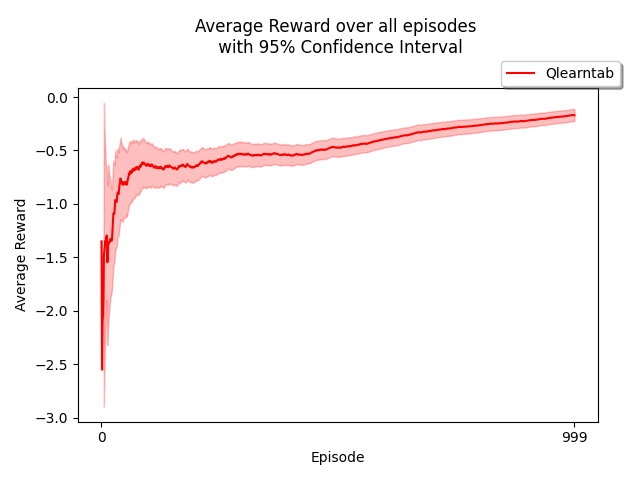 Average Reward over all episodes
with 95% Confidence Interval
Qlearntab
0.0
−0.5
−1.0
−1.5
−2.0
−2.5
−3.0
Average Reward
0
999
Episode